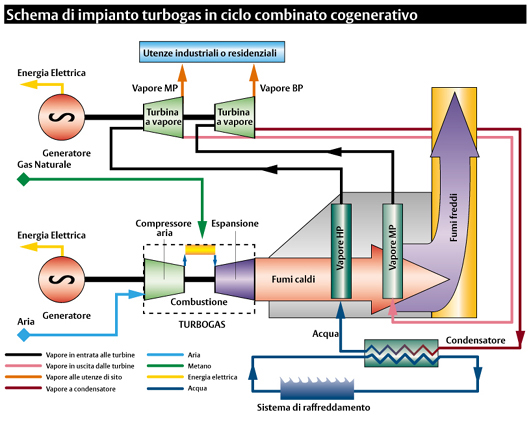 Schema di impianto turbogas in ciclo combinato cogenerativo
Utenze industriali o residenziali
Energia Elettrica
Vapore MP
Vapore BP
Turbina
a vapore
Turbina
a vapore
Generatore
Gas Naturale
Compressore
aria
Espansione
Energia Elettrica
Fumi caldi
Vapore HP
Vapore MP
Fumi freddi
Combustione
Generatore
TURBOGAS
Aria
Acqua
Condensatore
Vapore in entrata alle turbine
Vapore in uscita dalle turbine
Vapore alle utenze di sito
Vapore a condensatore
Aria
Metano
Energia elettrica
Acqua
Sistema di raffreddamento